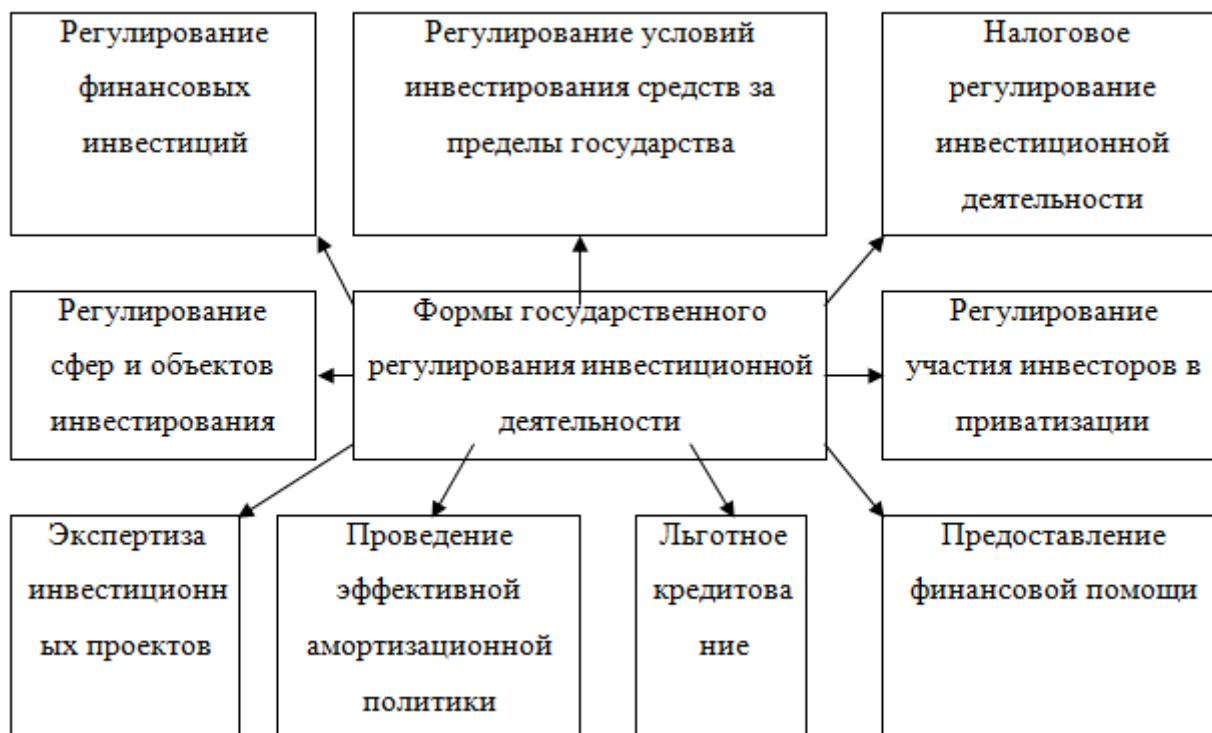 Регулирование
финансовых
инвестиций
Регулирование условий
инвестирования средств за
пределы государства
Налоговое
регулирование
инвестиционной
деятельности
Регулирование
сфер и объектов
инвестирования
Формы государственного
регулирования инвестиционной
деятельности
Регулирование
участия инвесторов в
приватизации
Экспертиза
инвестиционн
ых проектов
Проведение
эффективной
амортизационной
политики
Льготное
кредитова
ние
Предоставление
финансовой помощи